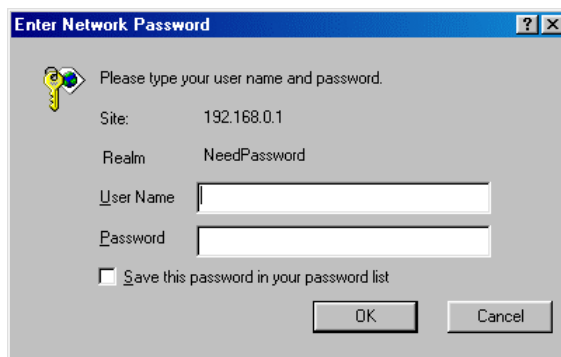 Enter Network Password
Please type your user name and password.
Site: 192.168.0.1
Realm NeedPassword
User Name
Password
Save this password in your password list
OK Cancel